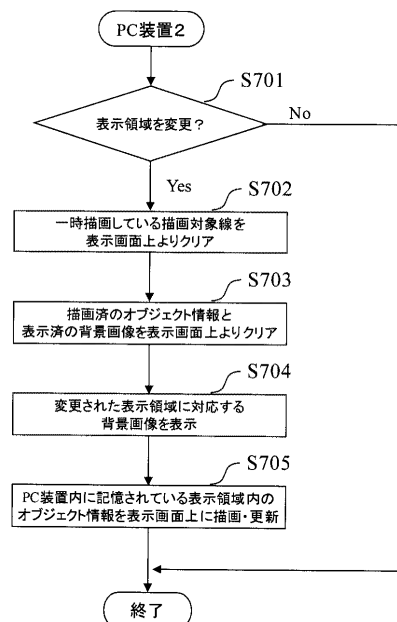 PC装置2
S701
表示領域を変更?
No
Yes
S702
一時描画している描画対象線を
表示画面上よりクリア
S703
描画済のオブジェクト情報と
表示済の背景画像を表示画面上よりクリア
S704
変更された表示領域に対応する
背景画像を表示
S705
PC装置内に記憶されている表示領域内の
オブジェクト情報を表示画面上に描画・更新
終了